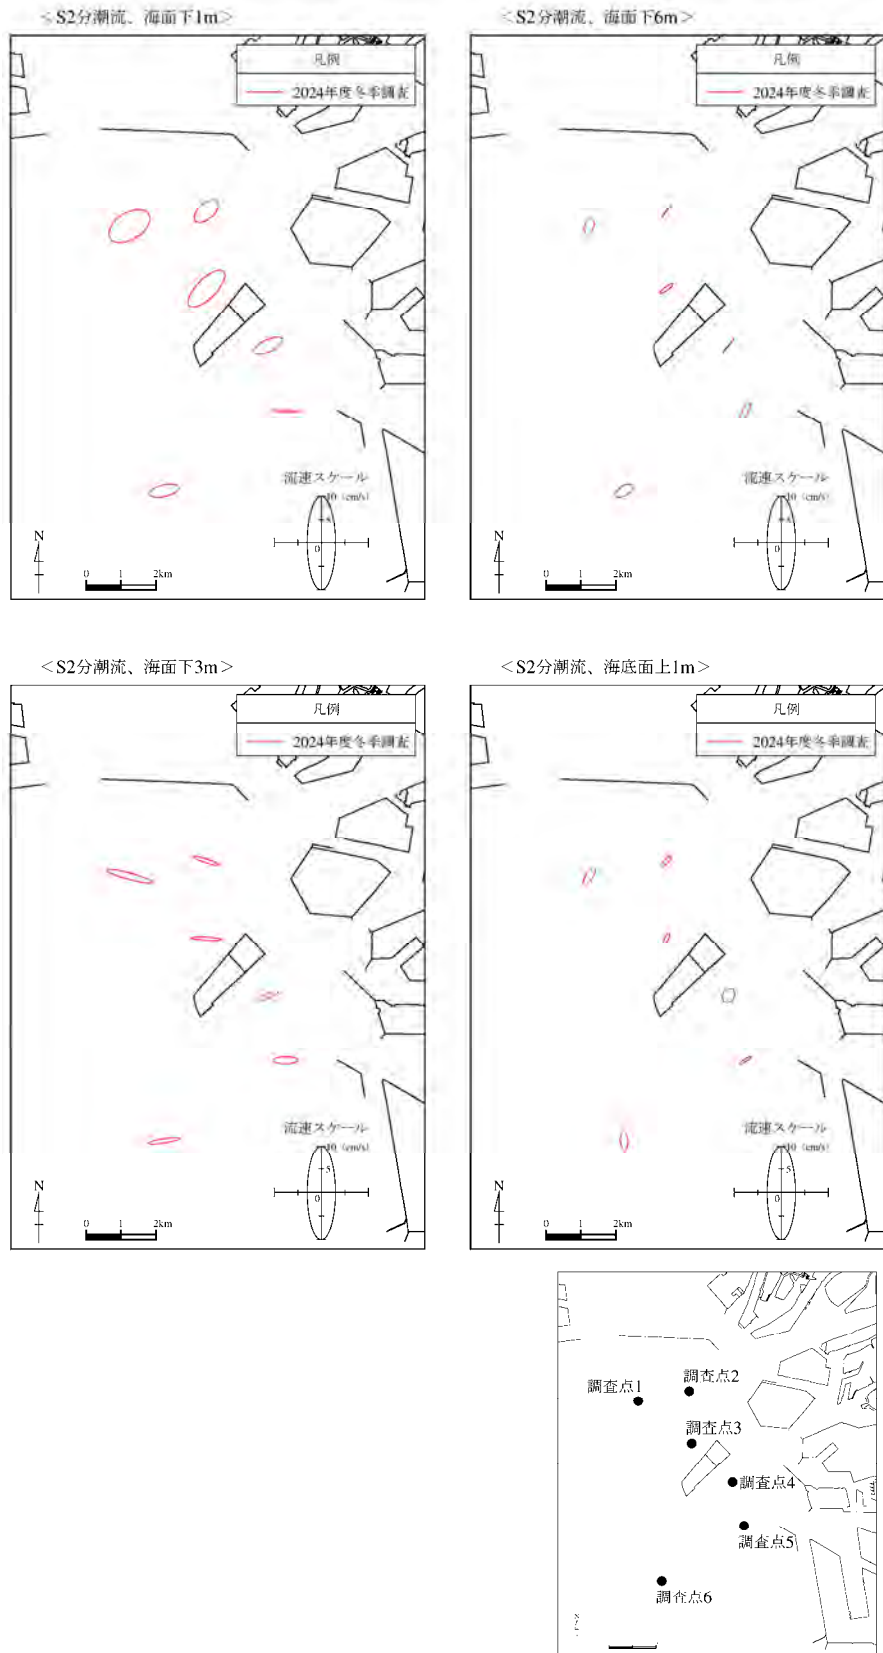 ＜S2分潮流、海面下1m＞
凡例
2024年度冬季調査
流速スケール
10 (cm/s)
5
0
N
0 1 2km
＜S2分潮流、海面下6m＞
凡例
2024年度冬季調査
流速スケール
10 (cm/s)
5
0
N
0 1 2km
＜S2分潮流、海面下3m＞
凡例
2024年度冬季調査
流速スケール
10 (cm/s)
5
0
N
0 1 2km
＜S2分潮流、海底面上1m＞
凡例
2024年度冬季調査
流速スケール
10 (cm/s)
5
0
N
0 1 2km
調査点1
調査点2
調査点3
調査点4
調査点5
調査点6